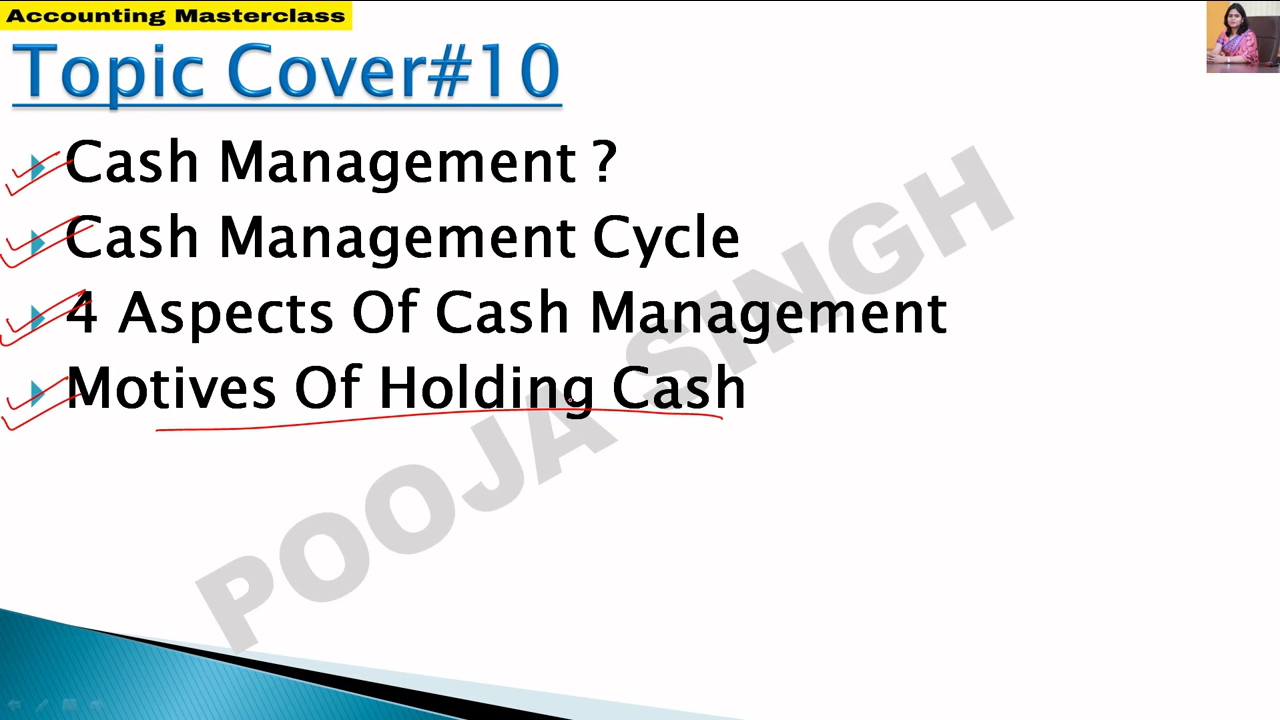 Accounting Masterclass
Topic Cover#10
Cash Management ?
Cash Management Cycle
4 Aspects Of Cash Management
Motives Of Holding Cash
POOJA SINGH